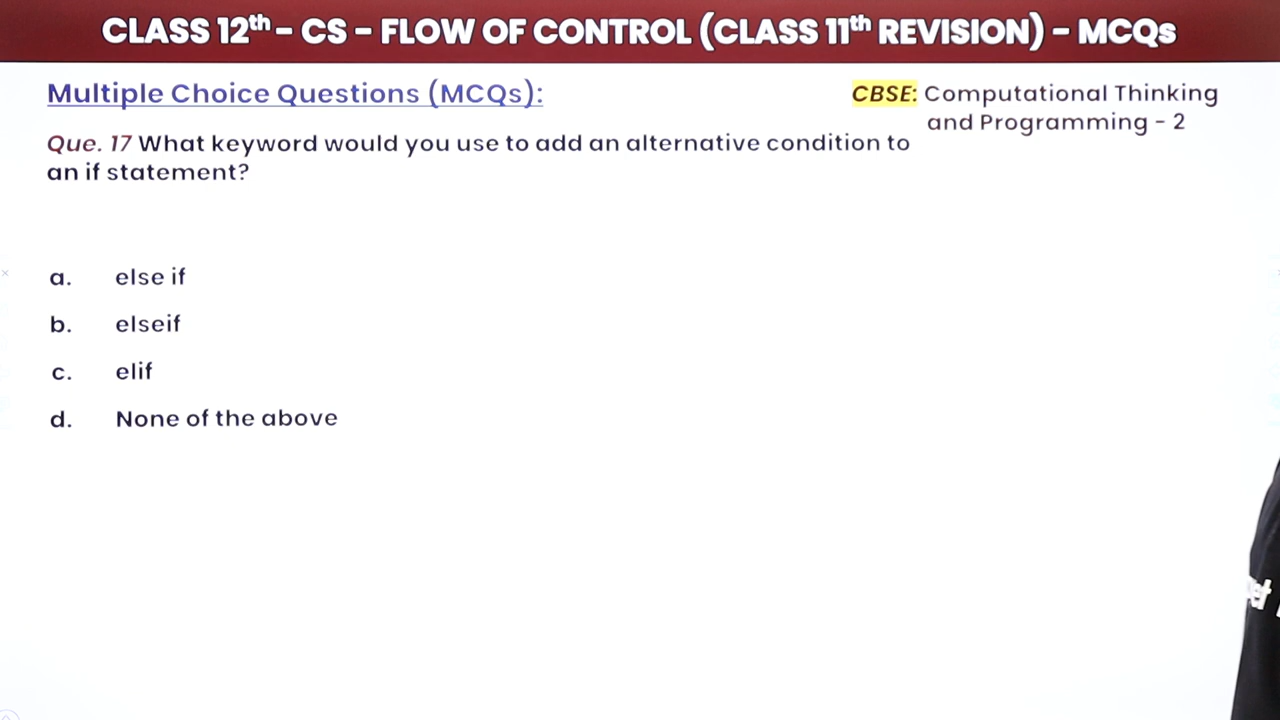 CLASS 12th - CS - FLOW OF CONTROL (CLASS 11th REVISION) - MCQs
Multiple Choice Questions (MCQs):
CBSE: Computational Thinking
and Programming - 2
Que. 17 What keyword would you use to add an alternative condition to
an if statement?
a. else if
b. elseif
c. elif
d. None of the above